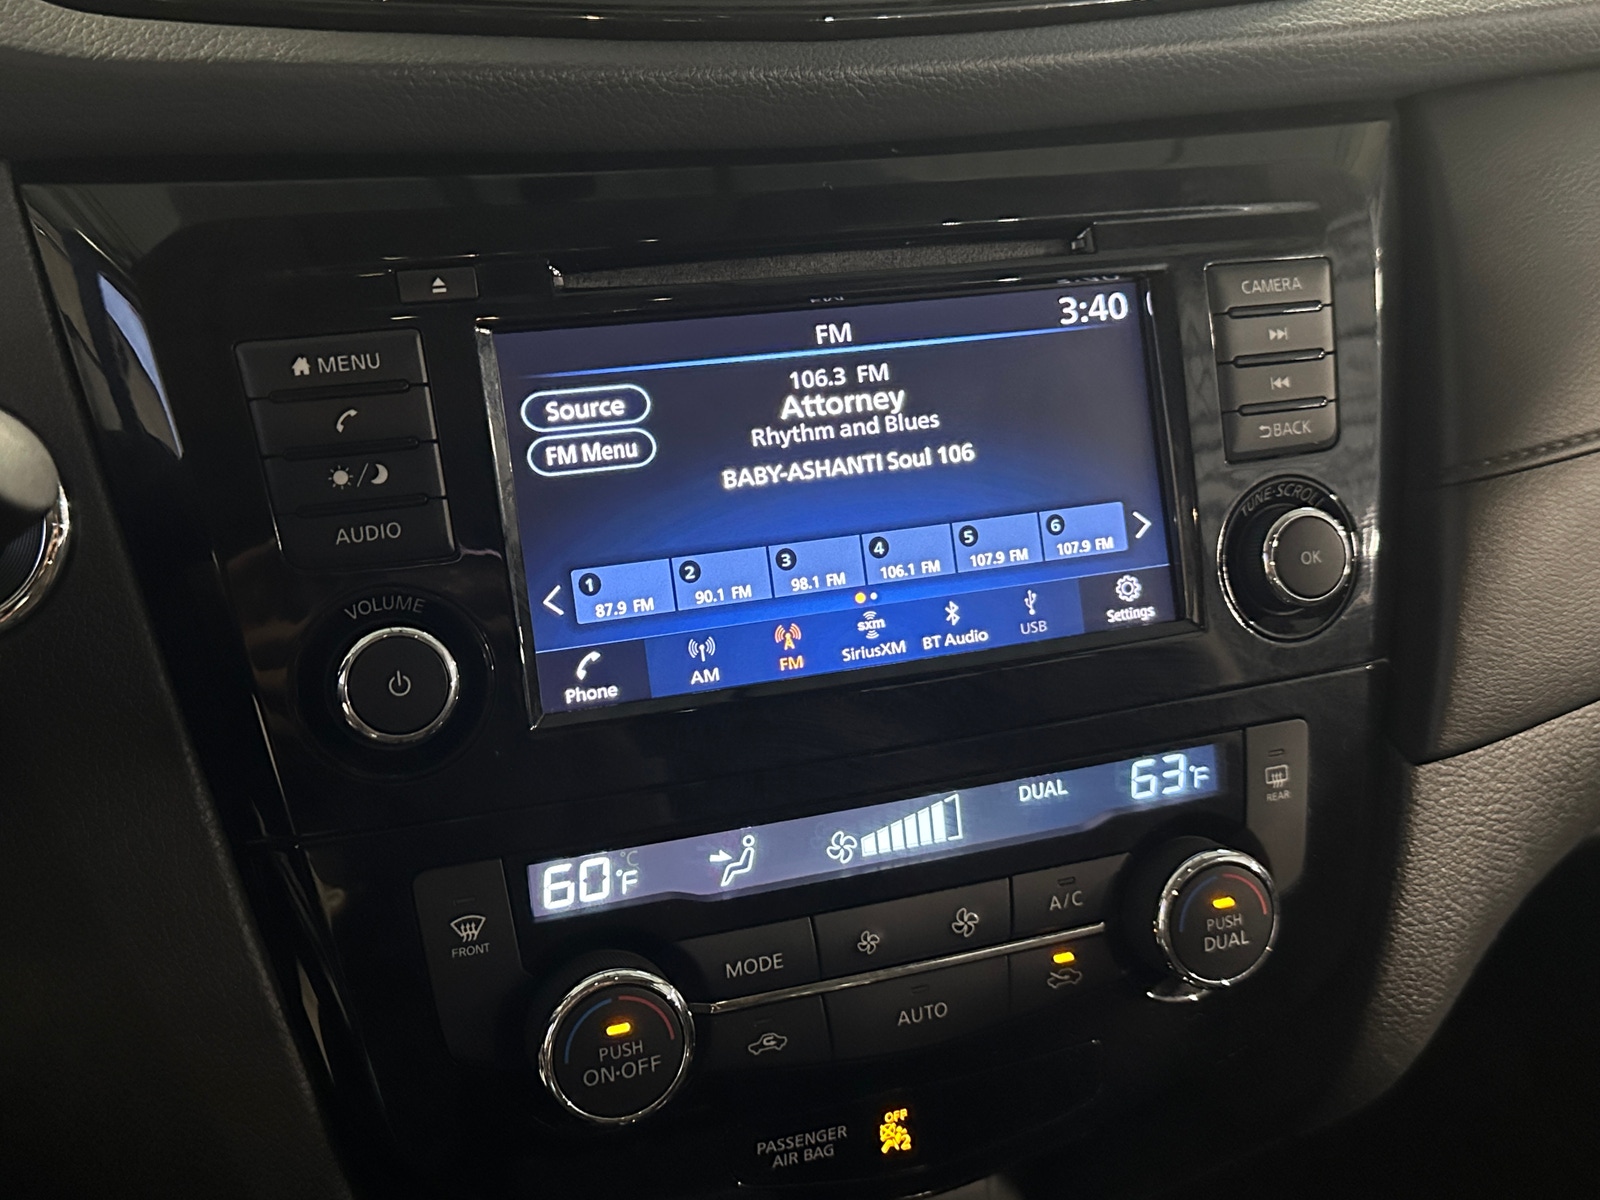 MENU
AUDIO
VOLUME
FM
3:40
106.3 FM
Attorney
Rhythm and Blues
BABY-ASHANTI Soul 106
Source
FM Menu
1
87.9 FM
2
90.1 FM
3
98.1 FM
4
106.1 FM
5
107.9 FM
6
107.9 FM
Phone
AM
FM
sxm
SiriusXM
BT Audio
USB
Settings
CAMERA
BACK
TUNE·SCROLL
OK
60°F
°C
DUAL
63°F
REAR
FRONT
MODE
A/C
AUTO
PUSH
ON·OFF
PUSH
DUAL
PASSENGER
AIR BAG
OFF
2